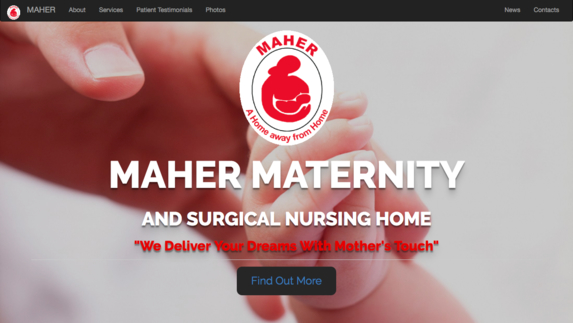 MAHER About Services Patient Testimonials Photos News Contacts
MAHER
A Home away from Home
MAHER MATERNITY
AND SURGICAL NURSING HOME
"We Deliver Your Dreams With Mother's Touch"
Find Out More